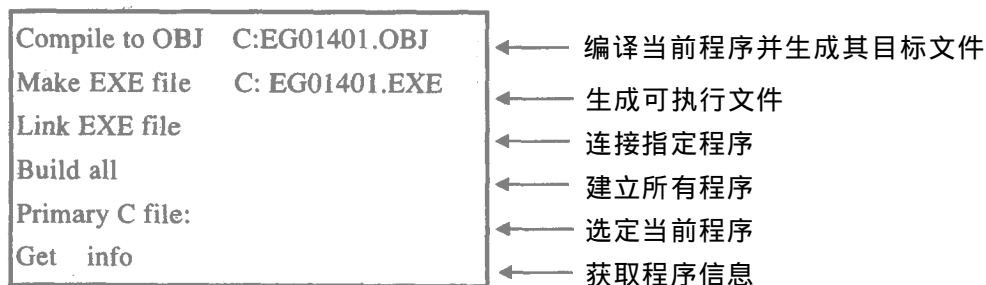 Compile to OBJ C:EG01401.OBJ 编译当前程序并生成其目标文件
Make EXE file C: EG01401.EXE 生成可执行文件
Link EXE file 连接指定程序
Build all 建立所有程序
Primary C file: 选定当前程序
Get info 获取程序信息